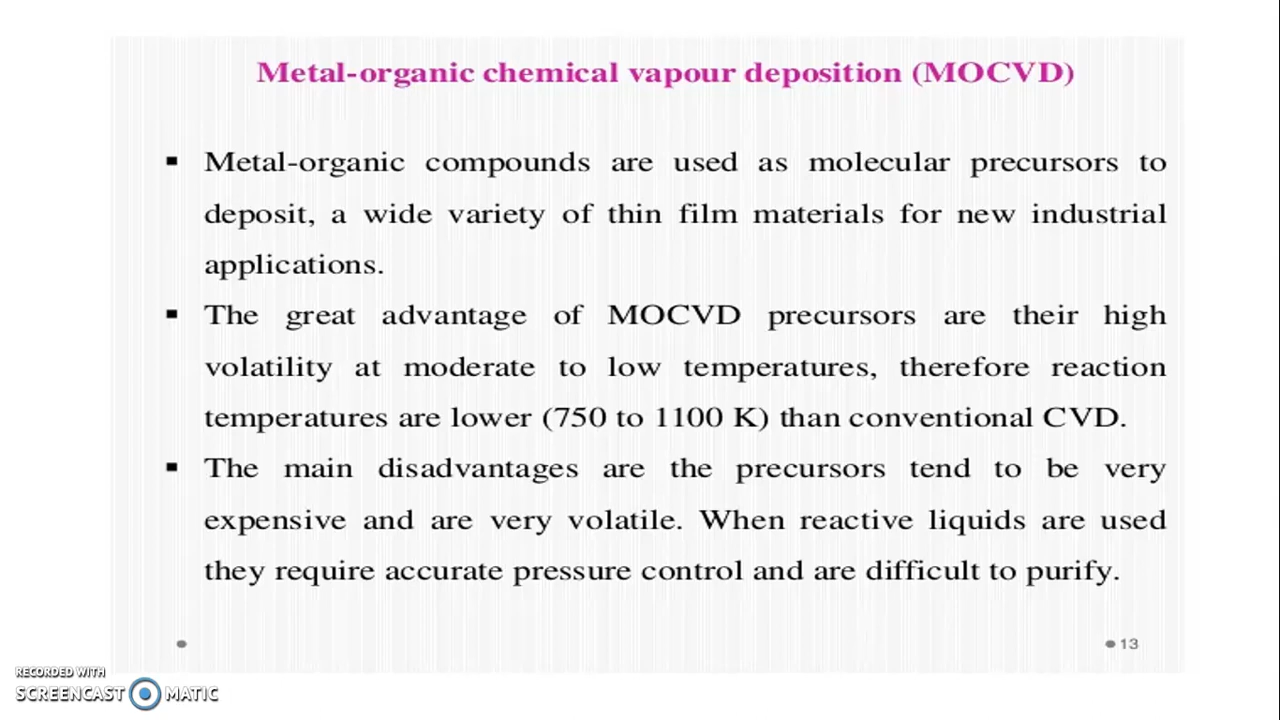 Metal-organic chemical vapour deposition (MOCVD)
▪ Metal-organic compounds are used as molecular precursors to
deposit, a wide variety of thin film materials for new industrial
applications.
▪ The great advantage of MOCVD precursors are their high
volatility at moderate to low temperatures, therefore reaction
temperatures are lower (750 to 1100 K) than conventional CVD.
▪ The main disadvantages are the precursors tend to be very
expensive and are very volatile. When reactive liquids are used
they require accurate pressure control and are difficult to purify.
13
RECORDED WITH
SCREENCAST MATIC